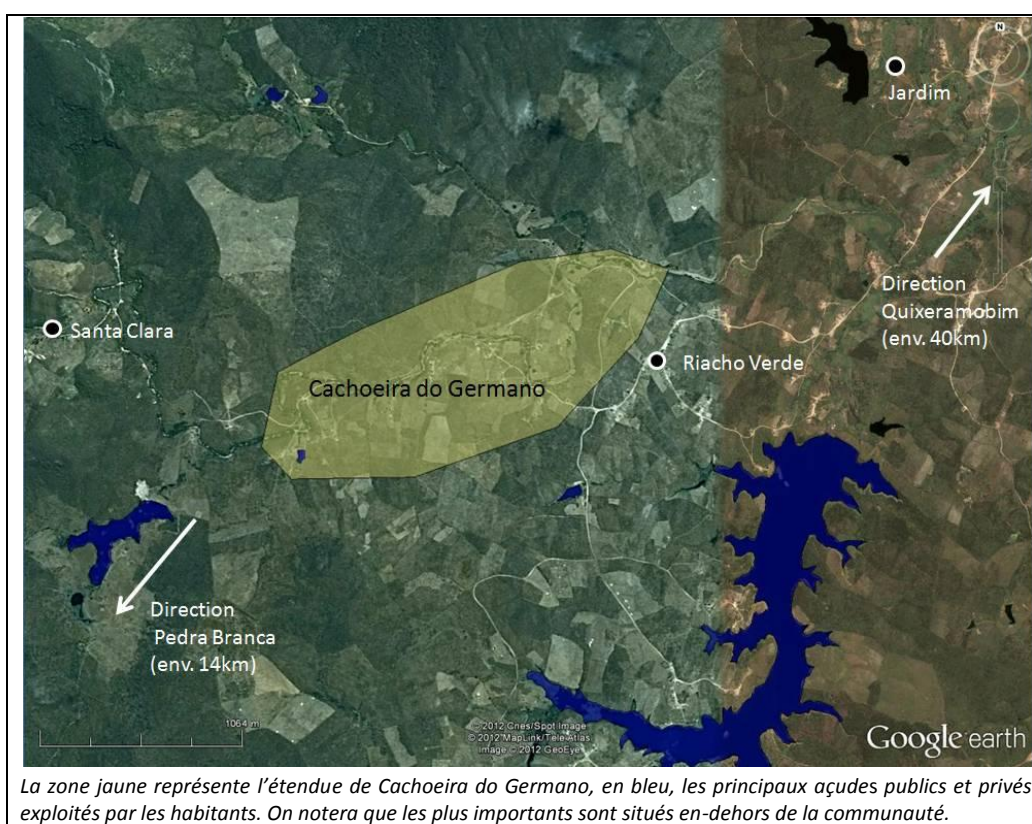 N
Jardim
Direction
Quixeramobim
(env. 40km)
Santa Clara
Riacho Verde
Cachoeira do Germano
Direction
Pedra Branca
(env. 14km)
1064 m
© 2012 Cnes/Spot Image
© 2012 MapLink/Tele Atlas
Image © 2012 GeoEye
Google earth
La zone jaune représente l'étendue de Cachoeira do Germano, en bleu, les principaux açudes publics et privés
exploités par les habitants. On notera que les plus importants sont situés en-dehors de la communauté.